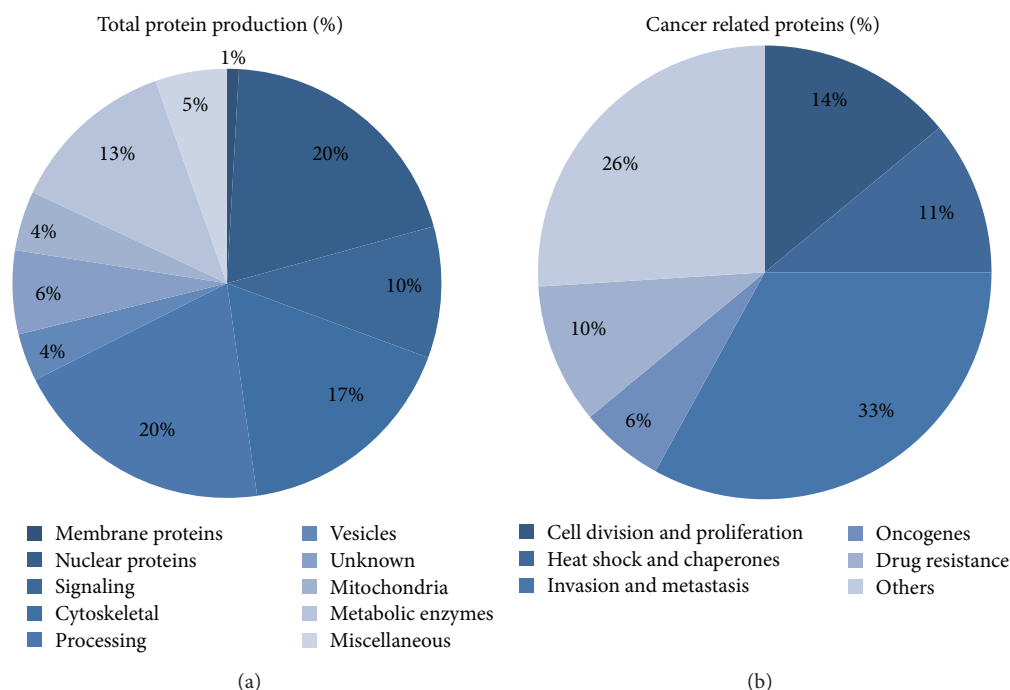 Total protein production (%)
1%
20%
10%
17%
20%
4%
6%
4%
13%
5%
Membrane proteins
Nuclear proteins
Signaling
Cytoskeletal
Processing
Vesicles
Unknown
Mitochondria
Metabolic enzymes
Miscellaneous
(a)
Cancer related proteins (%)
14%
11%
33%
6%
10%
26%
Cell division and proliferation
Heat shock and chaperones
Invasion and metastasis
Oncogenes
Drug resistance
Others
(b)